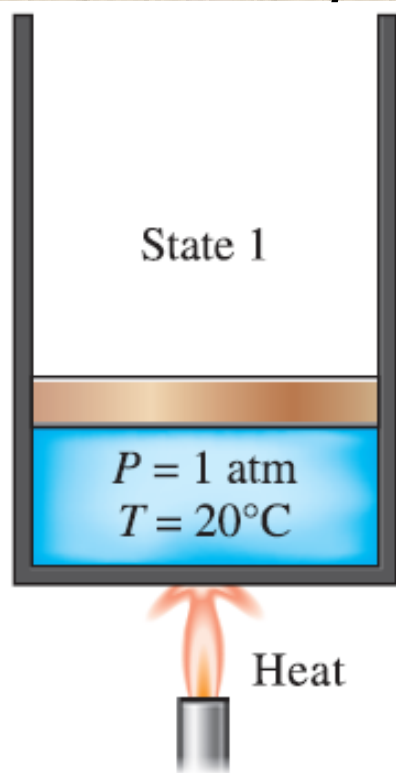 State 1
P = 1 atm
T = 20°C
Heat